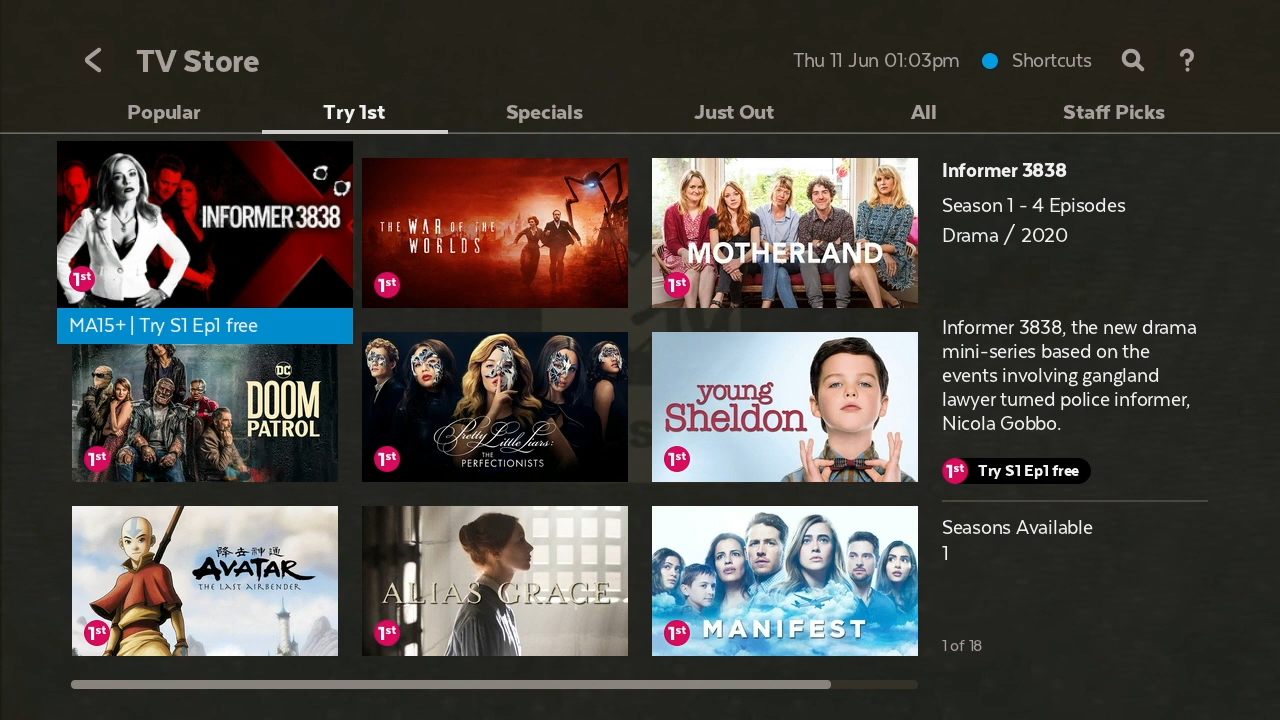 TV Store
Thu 11 Jun 01:03pm
Shortcuts
?
Popular
Try 1st
Specials
Just Out
All
Staff Picks
INFORMER 3838
1st
MA15+ | Try S1 Ep1 free
THE WAR OF THE
WORLDS
1st
MOTHERLAND
1st
DC
DOOM
PATROL
1st
Pretty Little Liars:
THE
PERFECTIONISTS
1st
young
Sheldon
1st
降去神通
AVATAR
THE LAST AIRBENDER
1st
ALIAS GRACE
1st
MANIFEST
1st
Informer 3838
Season 1 - 4 Episodes
Drama / 2020
Informer 3838, the new drama
mini-series based on the
events involving gangland
lawyer turned police informer,
Nicola Gobbo.
1st Try S1 Ep1 free
Seasons Available
1
1 of 18